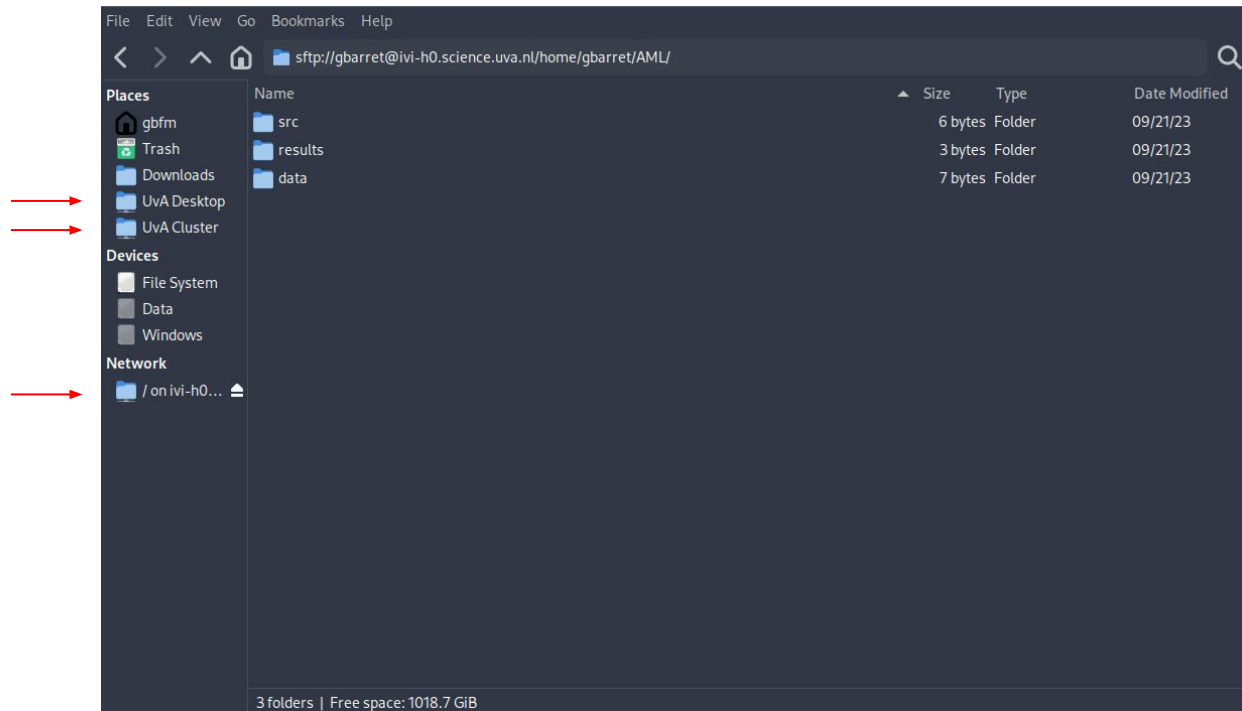 File Edit View Go Bookmarks Help
sftp://gbarret@ivi-h0.science.uva.nl/home/gbarret/AML/
Places
gbfm
Trash
Downloads
UvA Desktop
UvA Cluster
Devices
File System
Data
Windows
Network
/ on ivi-h0...
Name Size Type Date Modified
src 6 bytes Folder 09/21/23
results 3 bytes Folder 09/21/23
data 7 bytes Folder 09/21/23
3 folders | Free space: 1018.7 GiB